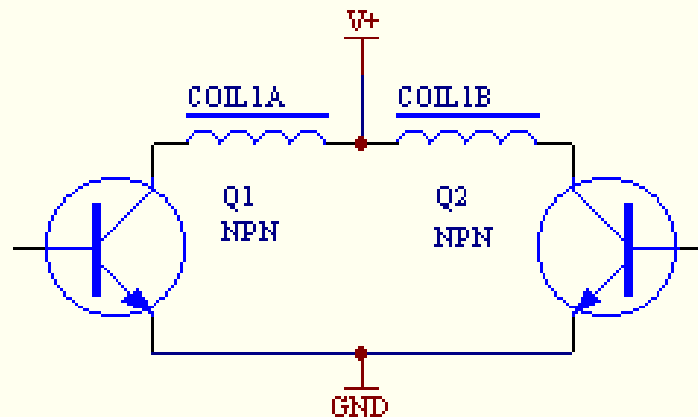 V+
COIL1A
COIL1B
Q1
NPN
Q2
NPN
GND